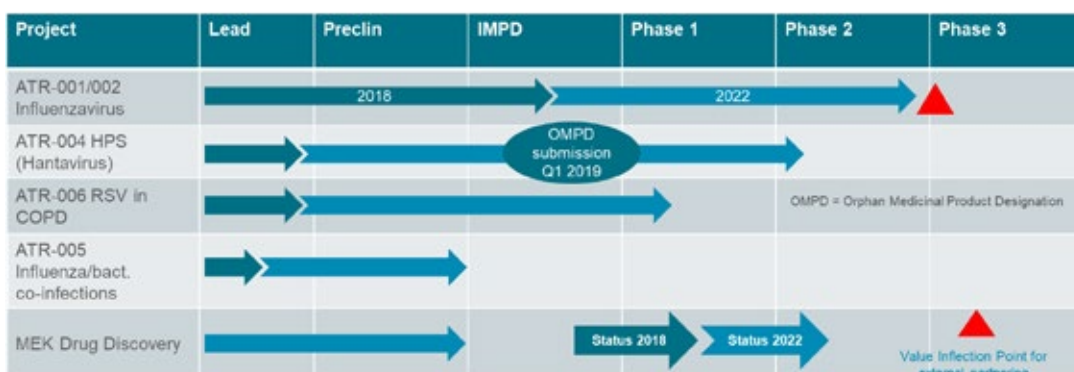 Project Lead Preclin IMPD Phase 1 Phase 2 Phase 3
ATR-001/002
Influenzavirus
2018
2022
ATR-004 HPS
(Hantavirus)
OMPD
submission
Q1 2019
ATR-006 RSV in
COPD
OMPD = Orphan Medicinal Product Designation
ATR-005
Influenza/bact.
co-infections
MEK Drug Discovery
Status 2018
Status 2022
Value Inflection Point for
external partnering